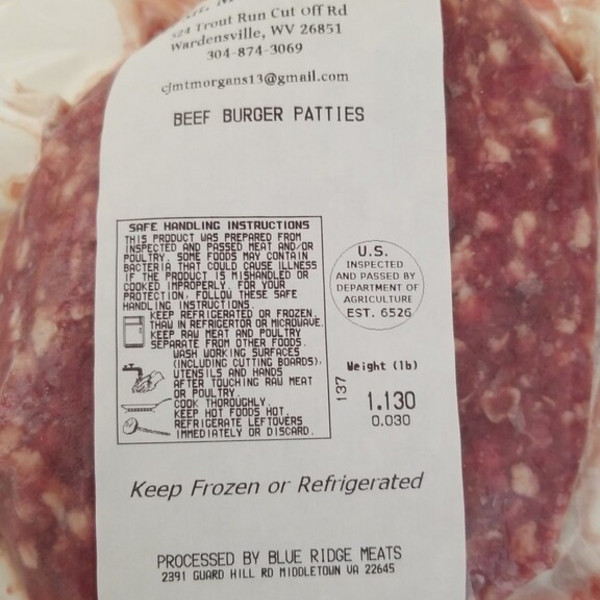 524 Trout Run Cut Off Rd
Wardensville, WV 26851
304-874-3069
cjmtmorgans13@gmail.com
BEEF BURGER PATTIES
SAFE HANDLING INSTRUCTIONS
THIS PRODUCT WAS PREPARED FROM
INSPECTED AND PASSED MEAT AND/OR
POULTRY. SOME FOODS MAY CONTAIN
BACTERIA THAT COULD CAUSE ILLNESS
IF THE PRODUCT IS MISHANDLED OR
COOKED IMPROPERLY. FOR YOUR
PROTECTION, FOLLOW THESE SAFE
HANDLING INSTRUCTIONS.
KEEP REFRIGERATED OR FROZEN.
THAW IN REFRIGERTOR OR MICROWAVE.
KEEP RAW MEAT AND POULTRY
SEPARATE FROM OTHER FOODS.
WASH WORKING SURFACES
(INCLUDING CUTTING BOARDS),
UTENSILS AND HANDS
AFTER TOUCHING RAW MEAT
OR POULTRY.
COOK THOROUGHLY.
KEEP HOT FOODS HOT.
REFRIGERATE LEFTOVERS
IMMEDIATELY OR DISCARD.
U.S.
INSPECTED
AND PASSED BY
DEPARTMENT OF
AGRICULTURE
EST. 6526
Weight (lb)
137
1.130
0.030
Keep Frozen or Refrigerated
PROCESSED BY BLUE RIDGE MEATS
2391 GUARD HILL RD MIDDLETOWN VA 22645